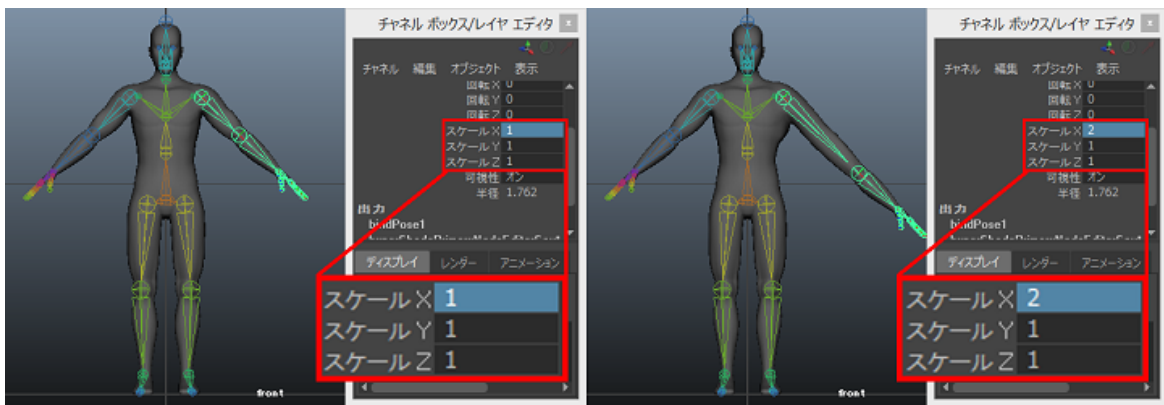 チャネル ボックス/レイヤ エディタ
チャネル 編集 オブジェクト 表示
回転 X 0
回転 Y 0
回転 Z 0
スケール X 1
スケール Y 1
スケール Z 1
可視性 オン
半径 1.762
出力
bindPose1
hyperShadePrimaryNodeEditorSav1
ディスプレイ レンダー アニメーション
スケール X 1
スケール Y 1
スケール Z 1
front
チャネル ボックス/レイヤ エディタ
チャネル 編集 オブジェクト 表示
回転 X 0
回転 Y 0
回転 Z 0
スケール X 2
スケール Y 1
スケール Z 1
可視性 オン
半径 1.762
出力
bindPose1
ディスプレイ レンダー アニメーション
スケール X 2
スケール Y 1
スケール Z 1
front